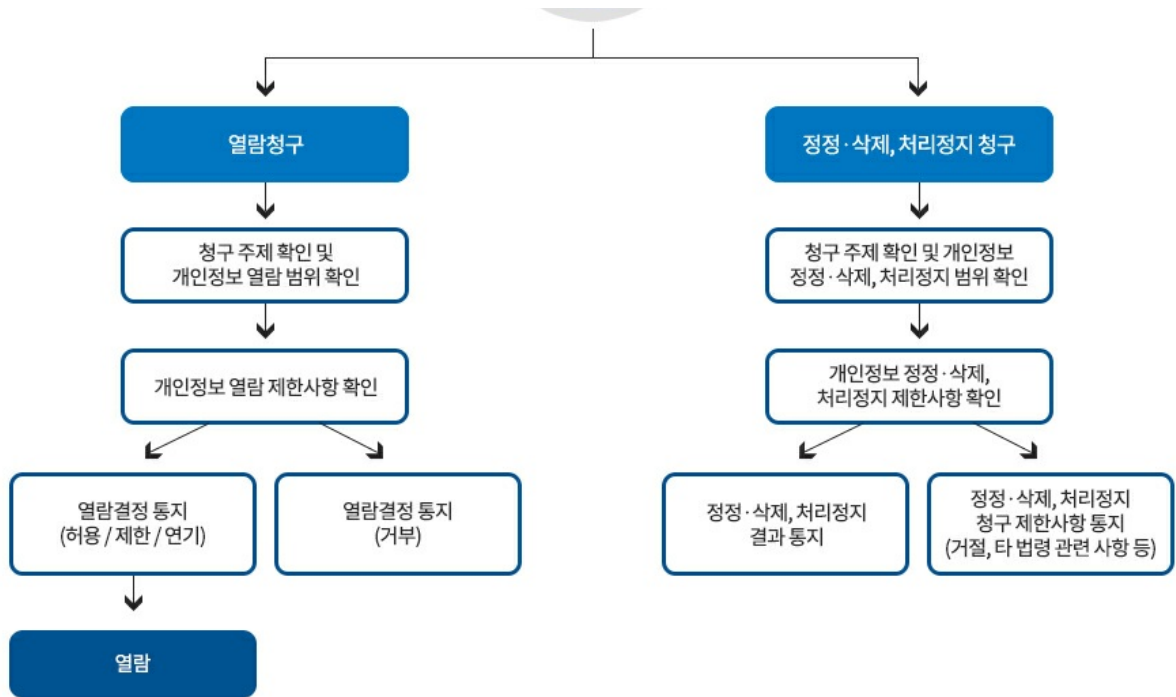 열람청구
정정·삭제, 처리정지 청구
청구 주제 확인 및
개인정보 열람 범위 확인
청구 주제 확인 및 개인정보
정정·삭제, 처리정지 범위 확인
개인정보 열람 제한사항 확인
개인정보 정정·삭제,
처리정지 제한사항 확인
열람결정 통지
(허용 / 제한 / 연기)
열람결정 통지
(거부)
정정·삭제, 처리정지
결과 통지
정정·삭제, 처리정지
청구 제한사항 통지
(거절, 타 법령 관련 사항 등)
열람